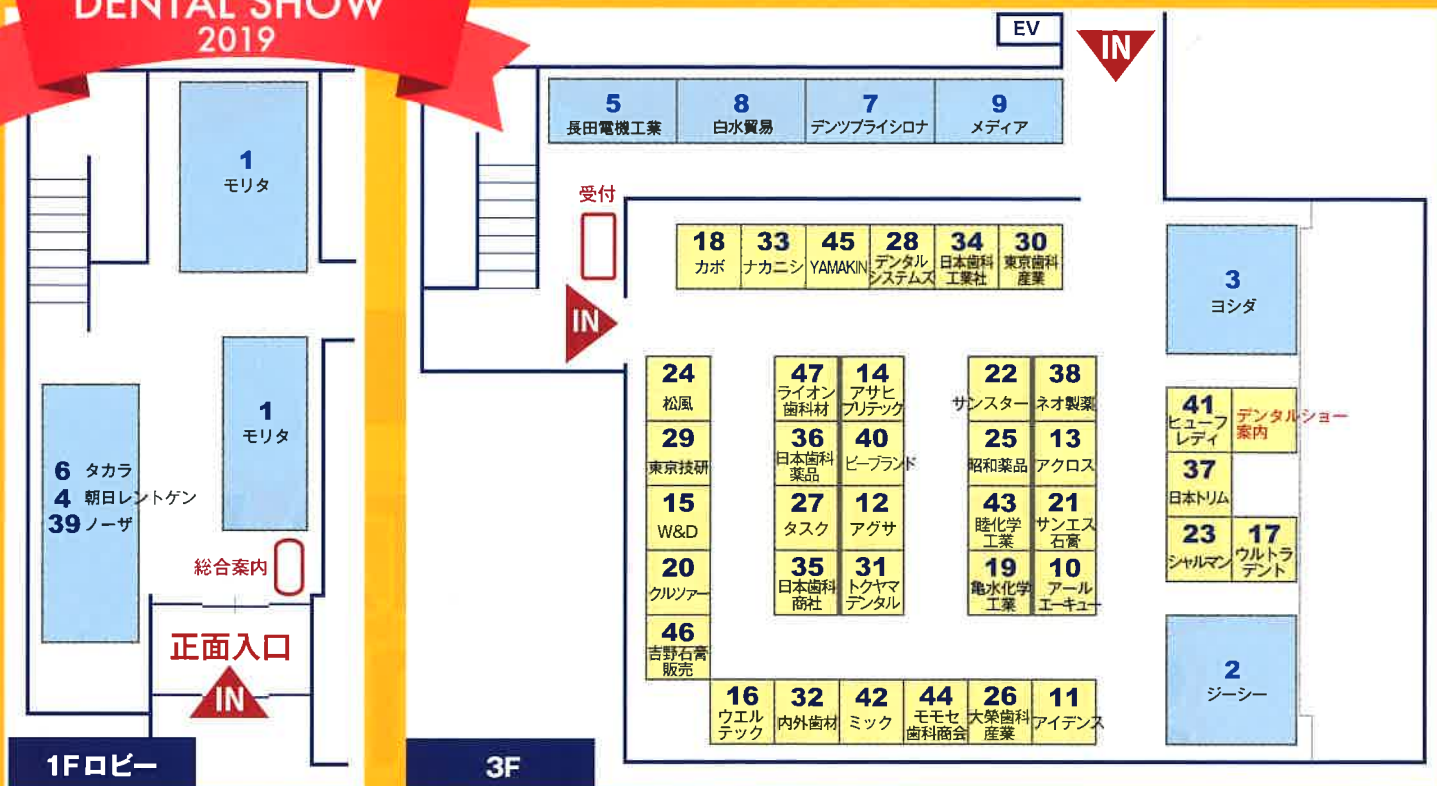 DENTAL SHOW
2019
1
モリタ
1
モリタ
6 タカラ
4 朝日レントゲン
39 ノーザ
総合案内
正面入口
IN
1Fロビー
EV
IN
5
長田電機工業
8
白水貿易
7
デンツプライシロナ
9
メディア
受付
IN
18
カボ
33
ナカニシ
45
YAMAKIN
28
デンタル
システムズ
34
日本歯科
工業社
30
東京歯科
産業
3
ヨシダ
24
松風
29
東京技研
15
W&D
20
クルツァー
46
吉野石膏
販売
47
ライオン
歯科材
14
アサヒ
プリテック
36
日本歯科
薬品
40
ビーブランド
27
タスク
12
アグサ
35
日本歯科
商社
31
トクヤマ
デンタル
22
サンスター
38
ネオ製薬
25
昭和薬品
13
アクロス
43
睦化学
工業
21
サンエス
石膏
19
亀水化学
工業
10
アール
エーキュー
41
ヒューフ
レディ
デンタルショー
案内
37
日本トリム
23
シャルマン
17
ウルトラ
デント
2
ジーシー
16
ウエル
テック
32
内外歯材
42
ミック
44
モモセ
歯科商会
26
大榮歯科
産業
11
アイデンス
3F